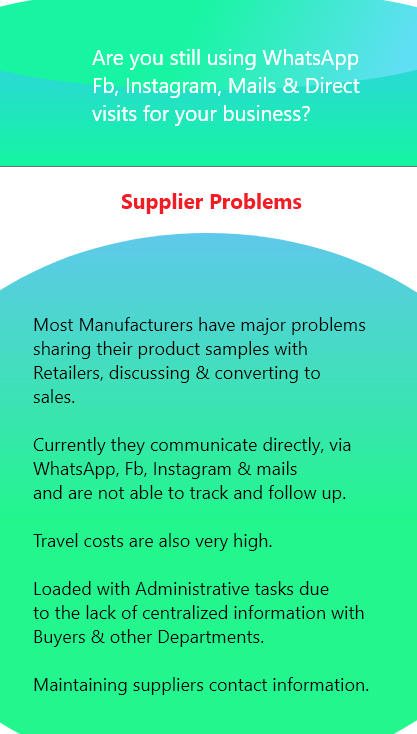 Are you still using WhatsApp
Fb, Instagram, Mails & Direct
visits for your business?
Supplier Problems
Most Manufacturers have major problems
sharing their product samples with
Retailers, discussing & converting to
sales.
Currently they communicate directly, via
WhatsApp, Fb, Instagram & mails
and are not able to track and follow up.
Travel costs are also very high.
Loaded with Administrative tasks due
to the lack of centralized information with
Buyers & other Departments.
Maintaining suppliers contact information.